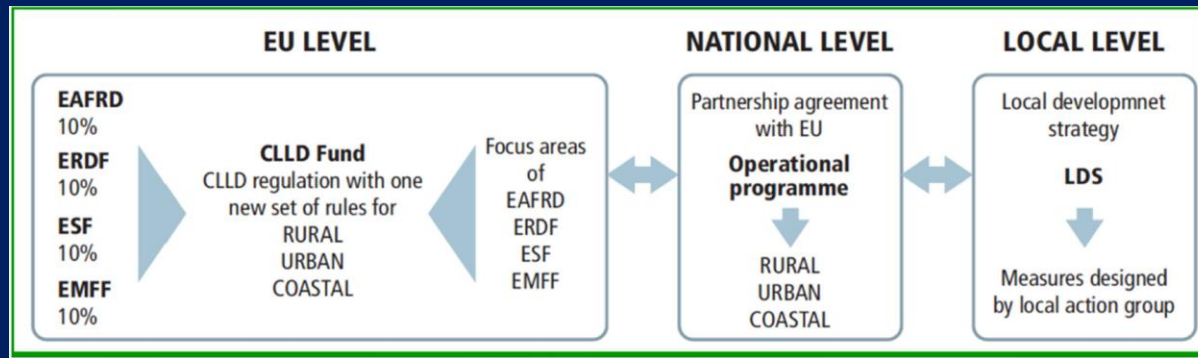 EU LEVEL
EAFRD
10%
ERDF
10%
ESF
10%
EMFF
10%
CLLD Fund
CLLD regulation with one
new set of rules for
RURAL
URBAN
COASTAL
Focus areas
of
EAFRD
ERDF
ESF
EMFF
NATIONAL LEVEL
Partnership agreement
with EU
Operational
programme
RURAL
URBAN
COASTAL
LOCAL LEVEL
Local developmnet
strategy
LDS
Measures designed
by local action group